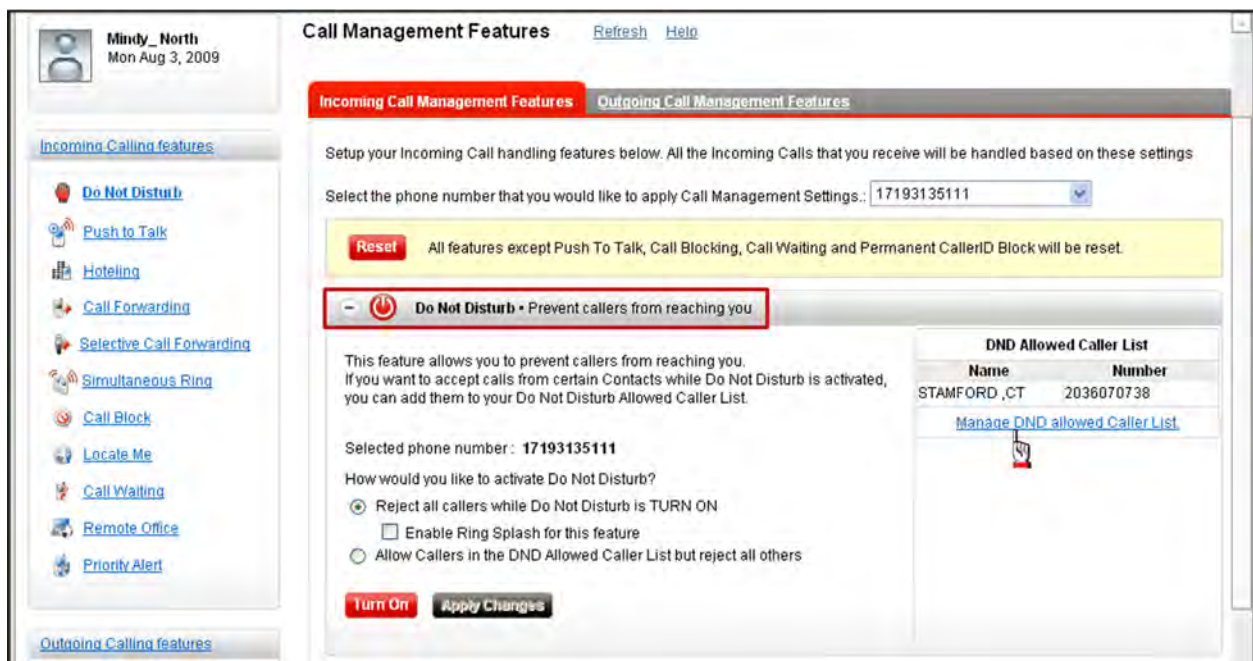 Mindy_North
Mon Aug 3, 2009
Call Management Features Refresh Help
Incoming Call Management Features Outgoing Call Management Features
Incoming Calling features
Do Not Disturb
Push to Talk
Hoteling
Call Forwarding
Selective Call Forwarding
Simultaneous Ring
Call Block
Locate Me
Call Waiting
Remote Office
Priority Alert
Outgoing Calling features
Setup your Incoming Call handling features below. All the Incoming Calls that you receive will be handled based on these settings
Select the phone number that you would like to apply Call Management Settings.: 17193135111
Reset All features except Push To Talk, Call Blocking, Call Waiting and Permanent CallerID Block will be reset.
Do Not Disturb • Prevent callers from reaching you
This feature allows you to prevent callers from reaching you.
If you want to accept calls from certain Contacts while Do Not Disturb is activated,
you can add them to your Do Not Disturb Allowed Caller List.
Selected phone number : 17193135111
How would you like to activate Do Not Disturb?
Reject all callers while Do Not Disturb is TURN ON
Enable Ring Splash for this feature
Allow Callers in the DND Allowed Caller List but reject all others
Turn On Apply Changes
DND Allowed Caller List
Name Number
STAMFORD ,CT 2036070738
Manage DND allowed Caller List.